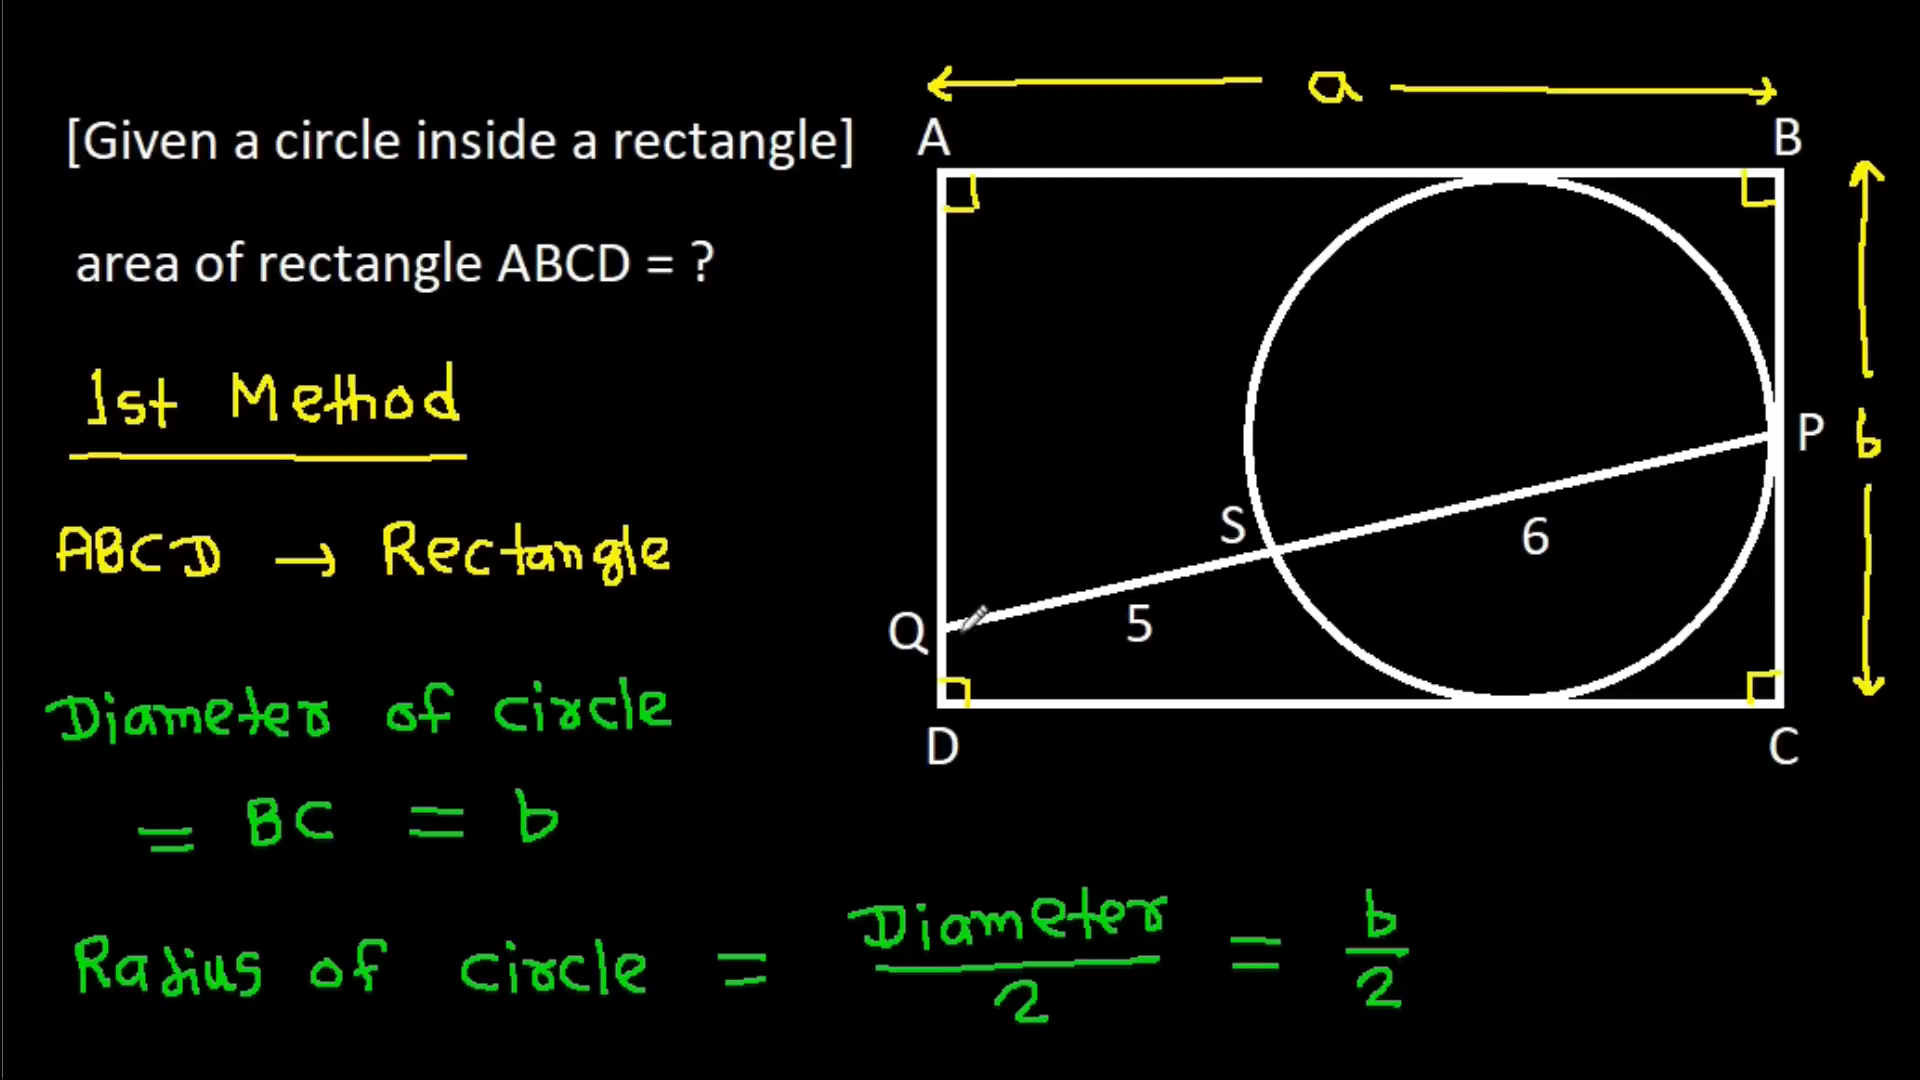 [Given a circle inside a rectangle]
area of rectangle ABCD = ?
1st Method
ABCD → Rectangle
Diameter of circle
= BC = b
Radius of circle = Diameter/2 = b/2
a
A B
P b
S
6
Q 5
D C